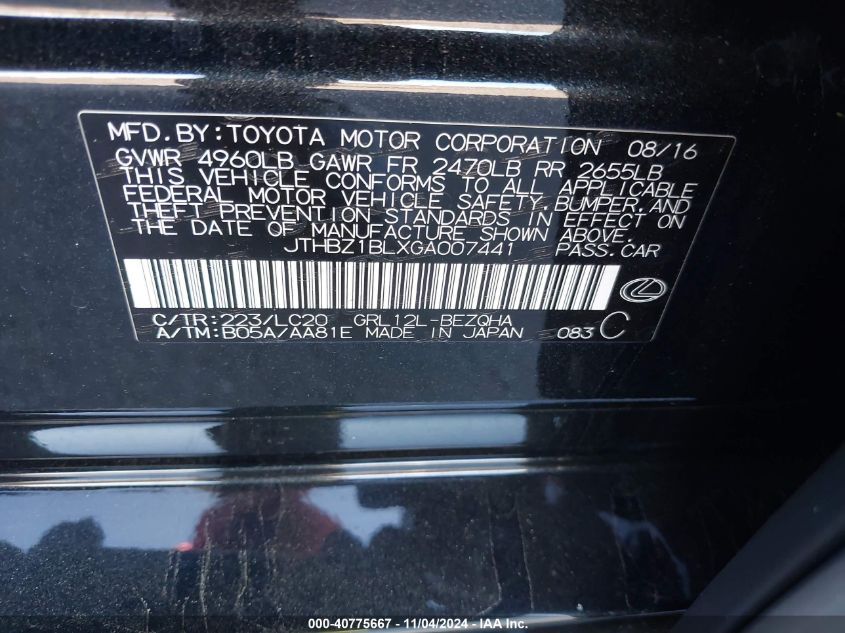 MFD.BY:TOYOTA MOTOR CORPORATION 08/16
GVWR 4960LB GAWR FR 2470LB RR 2655LB
THIS VEHICLE CONFORMS TO ALL APPLICABLE
FEDERAL MOTOR VEHICLE SAFETY,BUMPER,AND
THEFT PREVENTION STANDARDS IN EFFECT ON
THE DATE OF MANUFACTURE SHOWN ABOVE.
JTHBZ1BLXGA007441 PASS.CAR
C/TR:223/LC20 GRL12L-BEZQHA
A/TM:B05A/AA81E MADE IN JAPAN 083 C
000-40775667 - 11/04/2024 - IAA Inc.